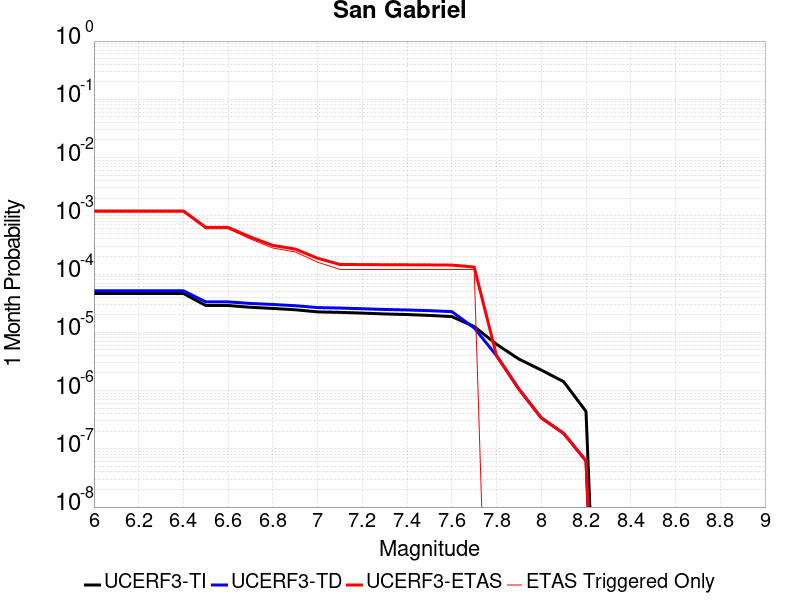 San Gabriel
1 Month Probability
10^0
10^-1
10^-2
10^-3
10^-4
10^-5
10^-6
10^-7
10^-8
6 6.2 6.4 6.6 6.8 7 7.2 7.4 7.6 7.8 8 8.2 8.4 8.6 8.8 9
Magnitude
UCERF3-TI UCERF3-TD UCERF3-ETAS ETAS Triggered Only